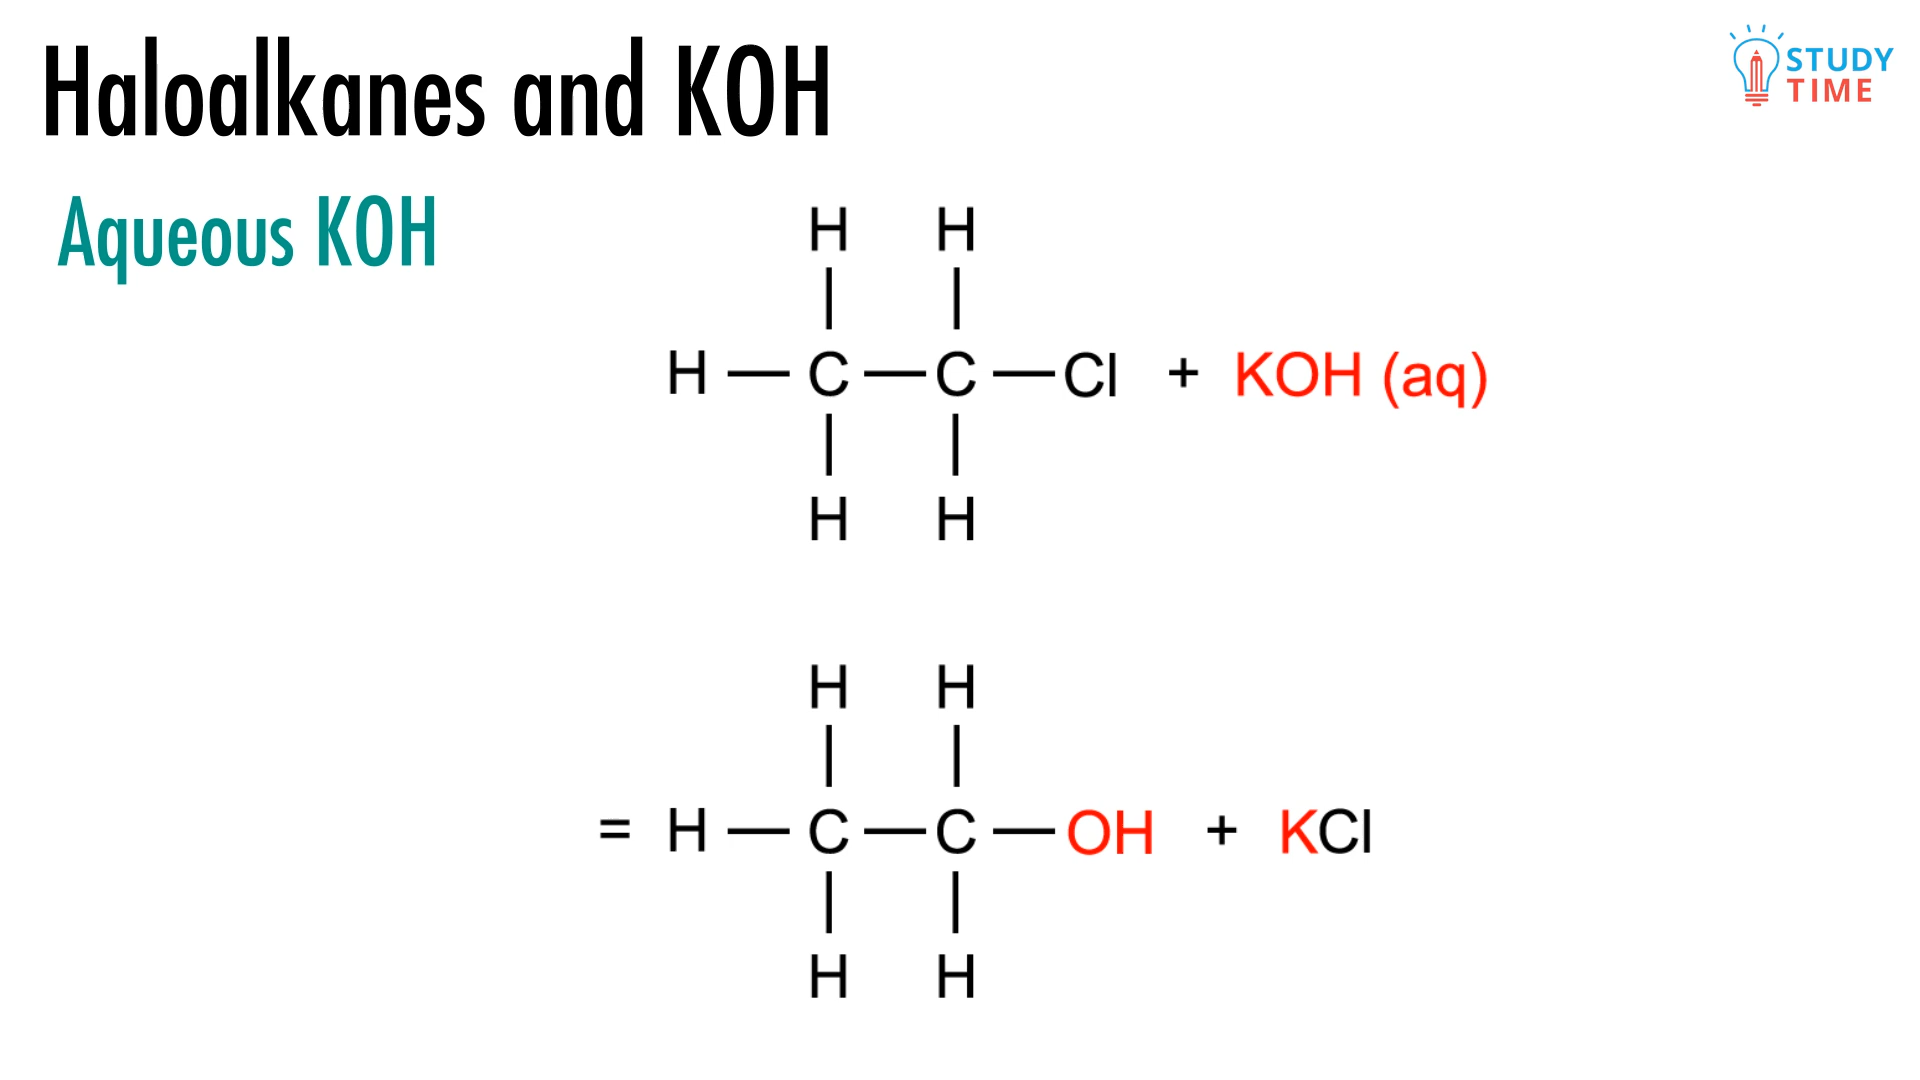 Haloalkanes and KOH
STUDY
TIME
Aqueous KOH
H H
H — C — C — Cl + KOH (aq)
H H
H H
= H — C — C — OH + KCl
H H